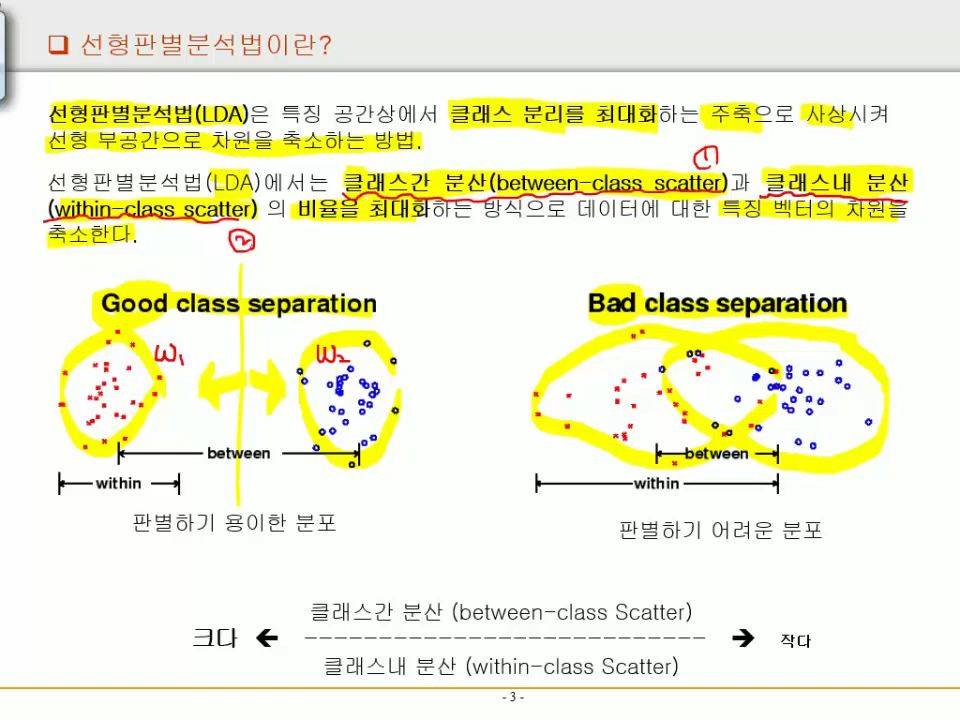 ❑ 선형판별분석법이란?
선형판별분석법(LDA)은 특징 공간상에서 클래스 분리를 최대화하는 주축으로 사상시켜
선형 부공간으로 차원을 축소하는 방법.
①
선형판별분석법(LDA)에서는 클래스간 분산(between-class scatter)과 클래스내 분산
(within-class scatter) 의 비율을 최대화하는 방식으로 데이터에 대한 특징 벡터의 차원을
축소한다.
②
Good class separation
Bad class separation
W1
W2
between
within
between
within
판별하기 용이한 분포
판별하기 어려운 분포
클래스간 분산 (between-class Scatter)
크다 ← ---------------------------- → 작다
클래스내 분산 (within-class Scatter)
- 3 -